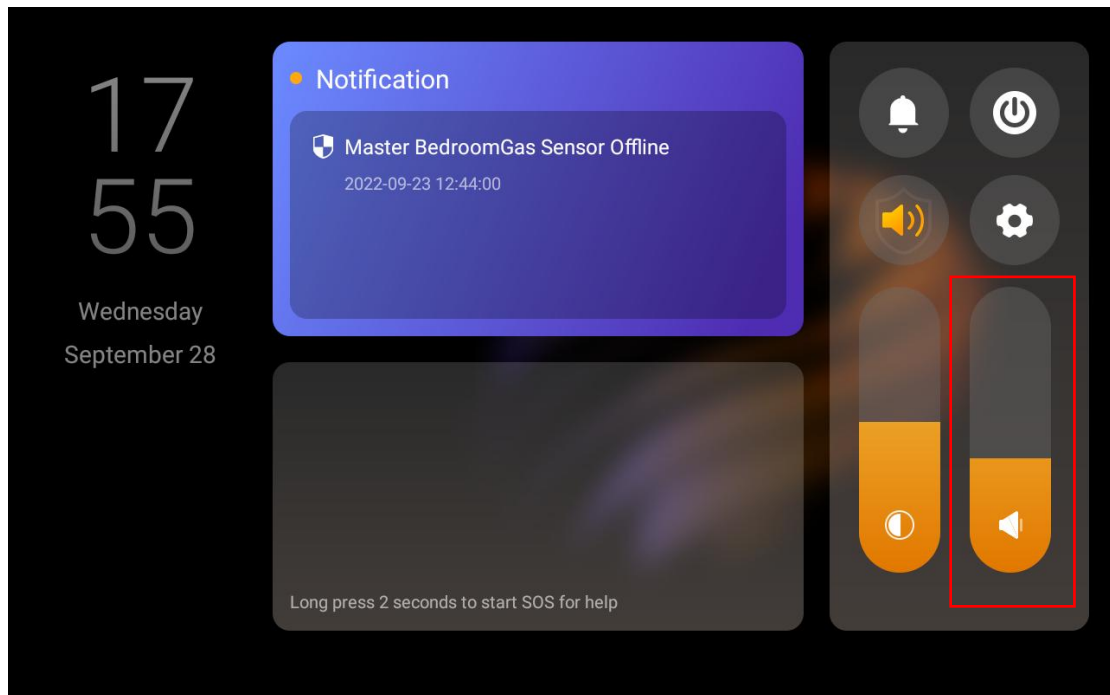 17
55
Wednesday
September 28
Notification
Master BedroomGas Sensor Offline
2022-09-23 12:44:00
Long press 2 seconds to start SOS for help